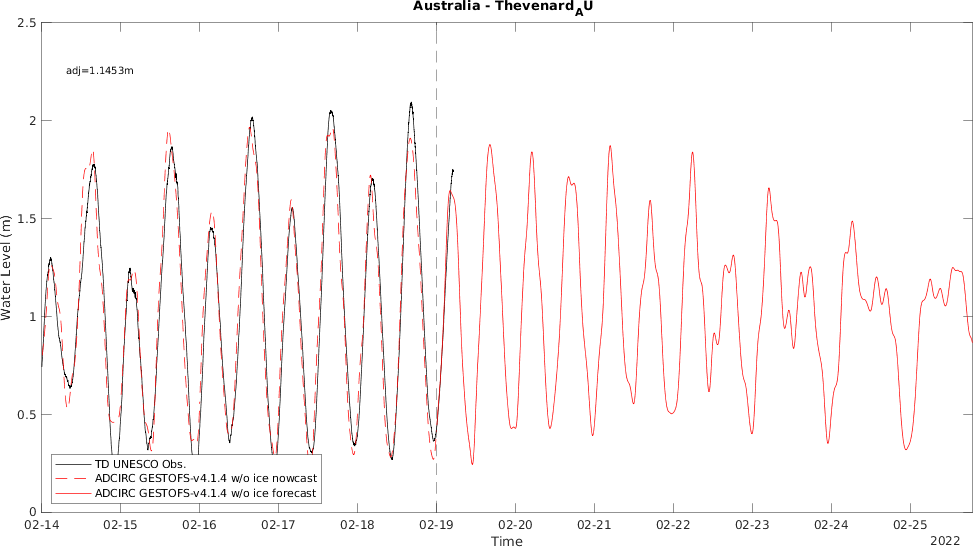 Australia - Thevenard_AU
2.5
adj=1.1453m
2
1.5
Water Level (m)
1
0.5
TD UNESCO Obs.
ADCIRC GESTOFS-v4.1.4 w/o ice nowcast
ADCIRC GESTOFS-v4.1.4 w/o ice forecast
0
02-14 02-15 02-16 02-17 02-18 02-19 02-20 02-21 02-22 02-23 02-24 02-25
Time
2022